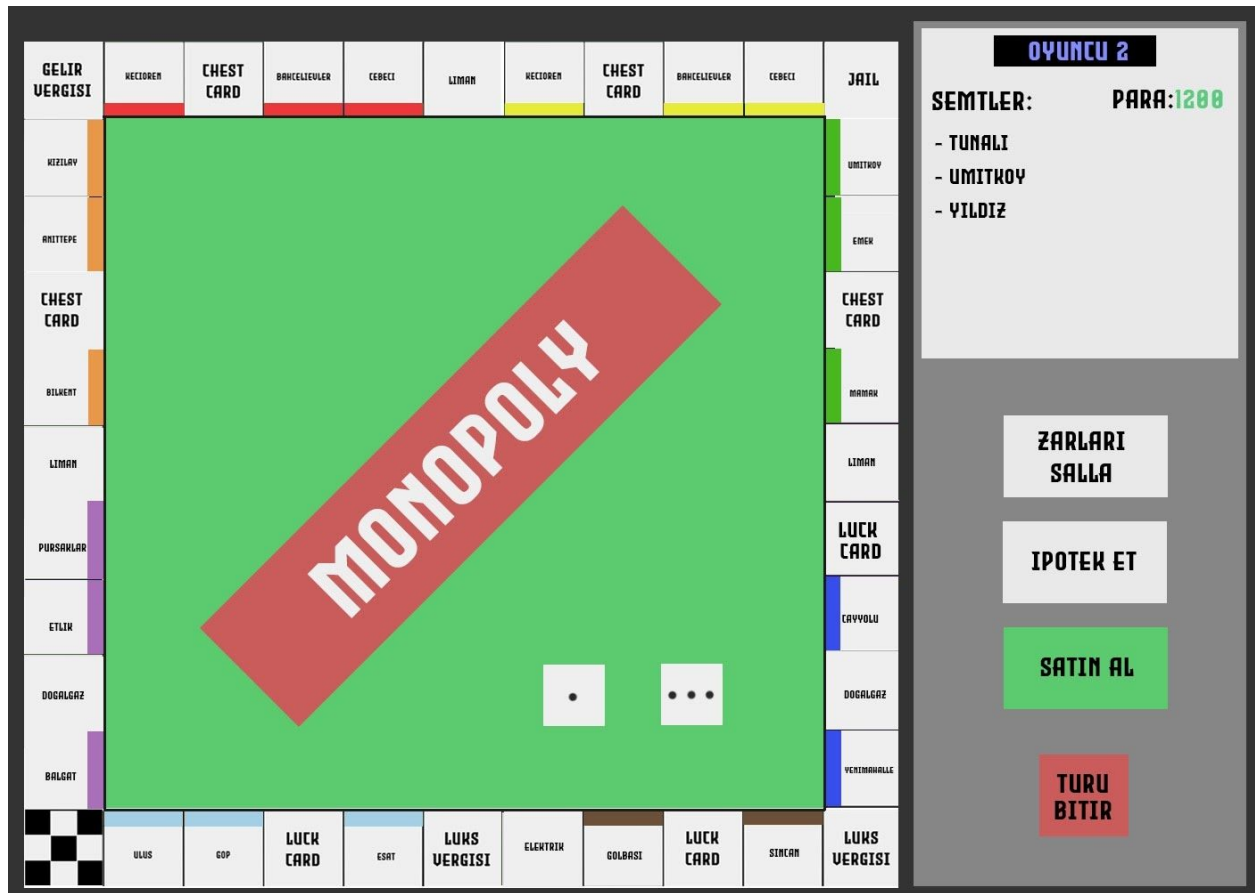 GELIR
VERGISI
KECIOREN
CHEST
CARD
BAHCELIEVLER
CEBECI
LIMAN
KECIOREN
CHEST
CARD
BAHCELIEVLER
CEBECI
JAIL
KIZILAY
ANITTEPE
CHEST
CARD
BILKENT
LIMAN
PURSAKLAR
ETLIK
DOGALGAZ
BALGAT
MONOPOLY
UMITKOY
EMEK
CHEST
CARD
MAMAK
LIMAN
LUCK
CARD
CAYYOLU
DOGALGAZ
YENIMAHALLE
ULUS
GOP
LUCK
CARD
ESAT
LUKS
VERGISI
ELEKTRIK
GOLBASI
LUCK
CARD
SINCAN
LUKS
VERGISI
OYUNCU 2
SEMTLER: PARA:1200
- TUNALI
- UMITKOY
- YILDIZ
ZARLARI
SALLA
IPOTEK ET
SATIN AL
TURU
BITIR